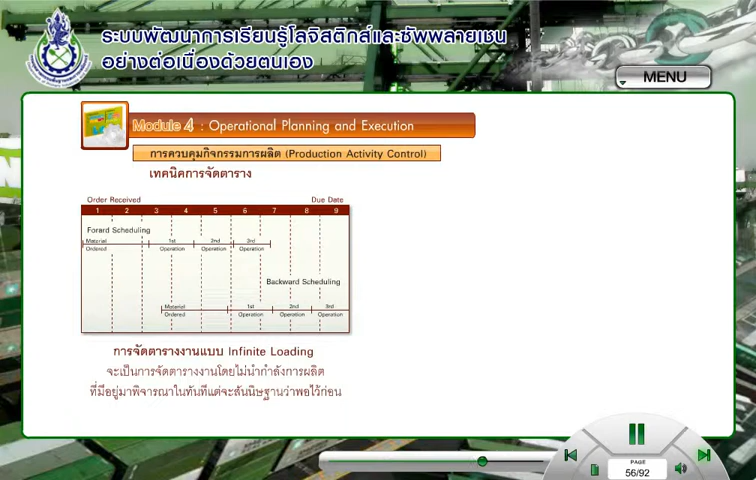 ระบบพัฒนาการเรียนรู้โลจิสติกส์และซัพพลายเชน
อย่างต่อเนื่องด้วยตนเอง
MENU
Module 4 : Operational Planning and Execution
การควบคุมกิจกรรมการผลิต (Production Activity Control)
เทคนิคการจัดตาราง
Order Received Due Date
1 2 3 4 5 6 7 8 9
Forard Scheduling
Material 1st 2nd 3rd
Ordered Operation Operation Operation
Backward Scheduling
Material 1st 2nd 3rd
Ordered Operation Operation Operation
การจัดตารางงานแบบ Infinite Loading
จะเป็นการจัดตารางงานโดยไม่นำกำลังการผลิต
ที่มีอยู่มาพิจารณาในทันทีแต่จะสันนิษฐานว่าพอไว้ก่อน
PAGE
56/92